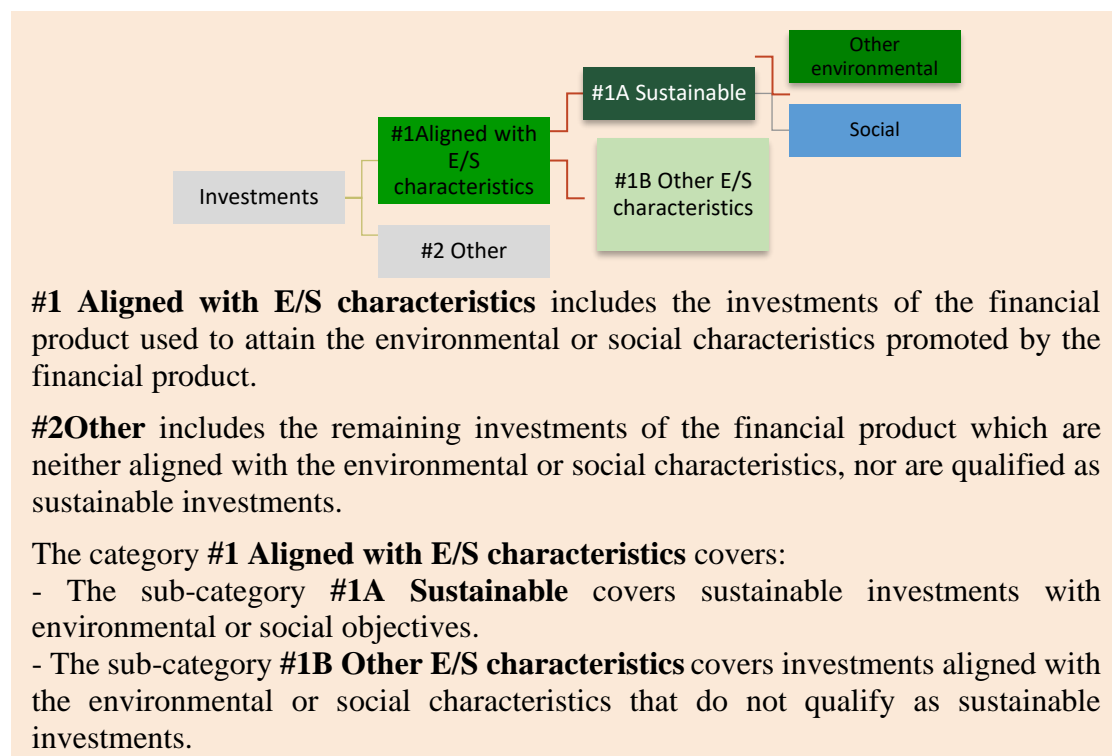 Other
environmental
#1A Sustainable
Social
#1Aligned with
E/S
characteristics
#1B Other E/S
characteristics
Investments
#2 Other
#1 Aligned with E/S characteristics includes the investments of the financial
product used to attain the environmental or social characteristics promoted by the
financial product.
#2Other includes the remaining investments of the financial product which are
neither aligned with the environmental or social characteristics, nor are qualified as
sustainable investments.
The category #1 Aligned with E/S characteristics covers:
- The sub-category #1A Sustainable covers sustainable investments with
environmental or social objectives.
- The sub-category #1B Other E/S characteristics covers investments aligned with
the environmental or social characteristics that do not qualify as sustainable
investments.